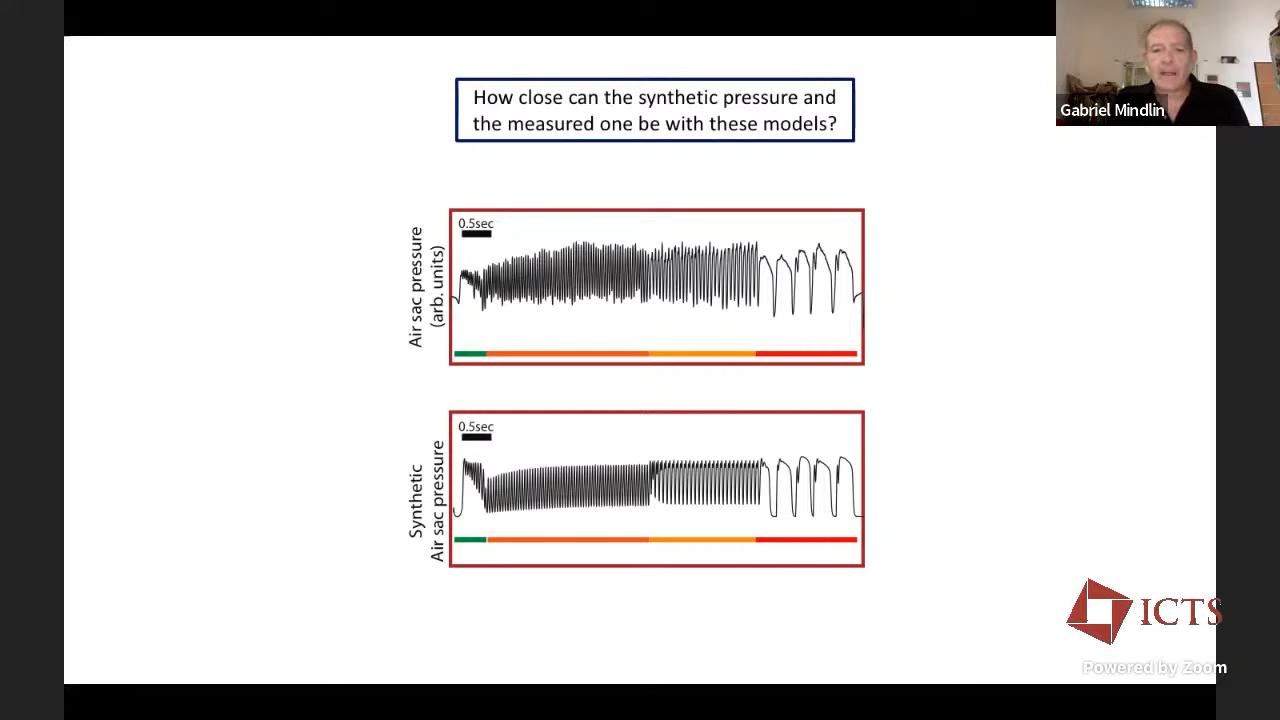 Gabriel Mindlin
How close can the synthetic pressure and
the measured one be with these models?
0.5sec
Air sac pressure
(arb. units)
0.5sec
Synthetic
Air sac pressure
ICTS
Powered by Zoom